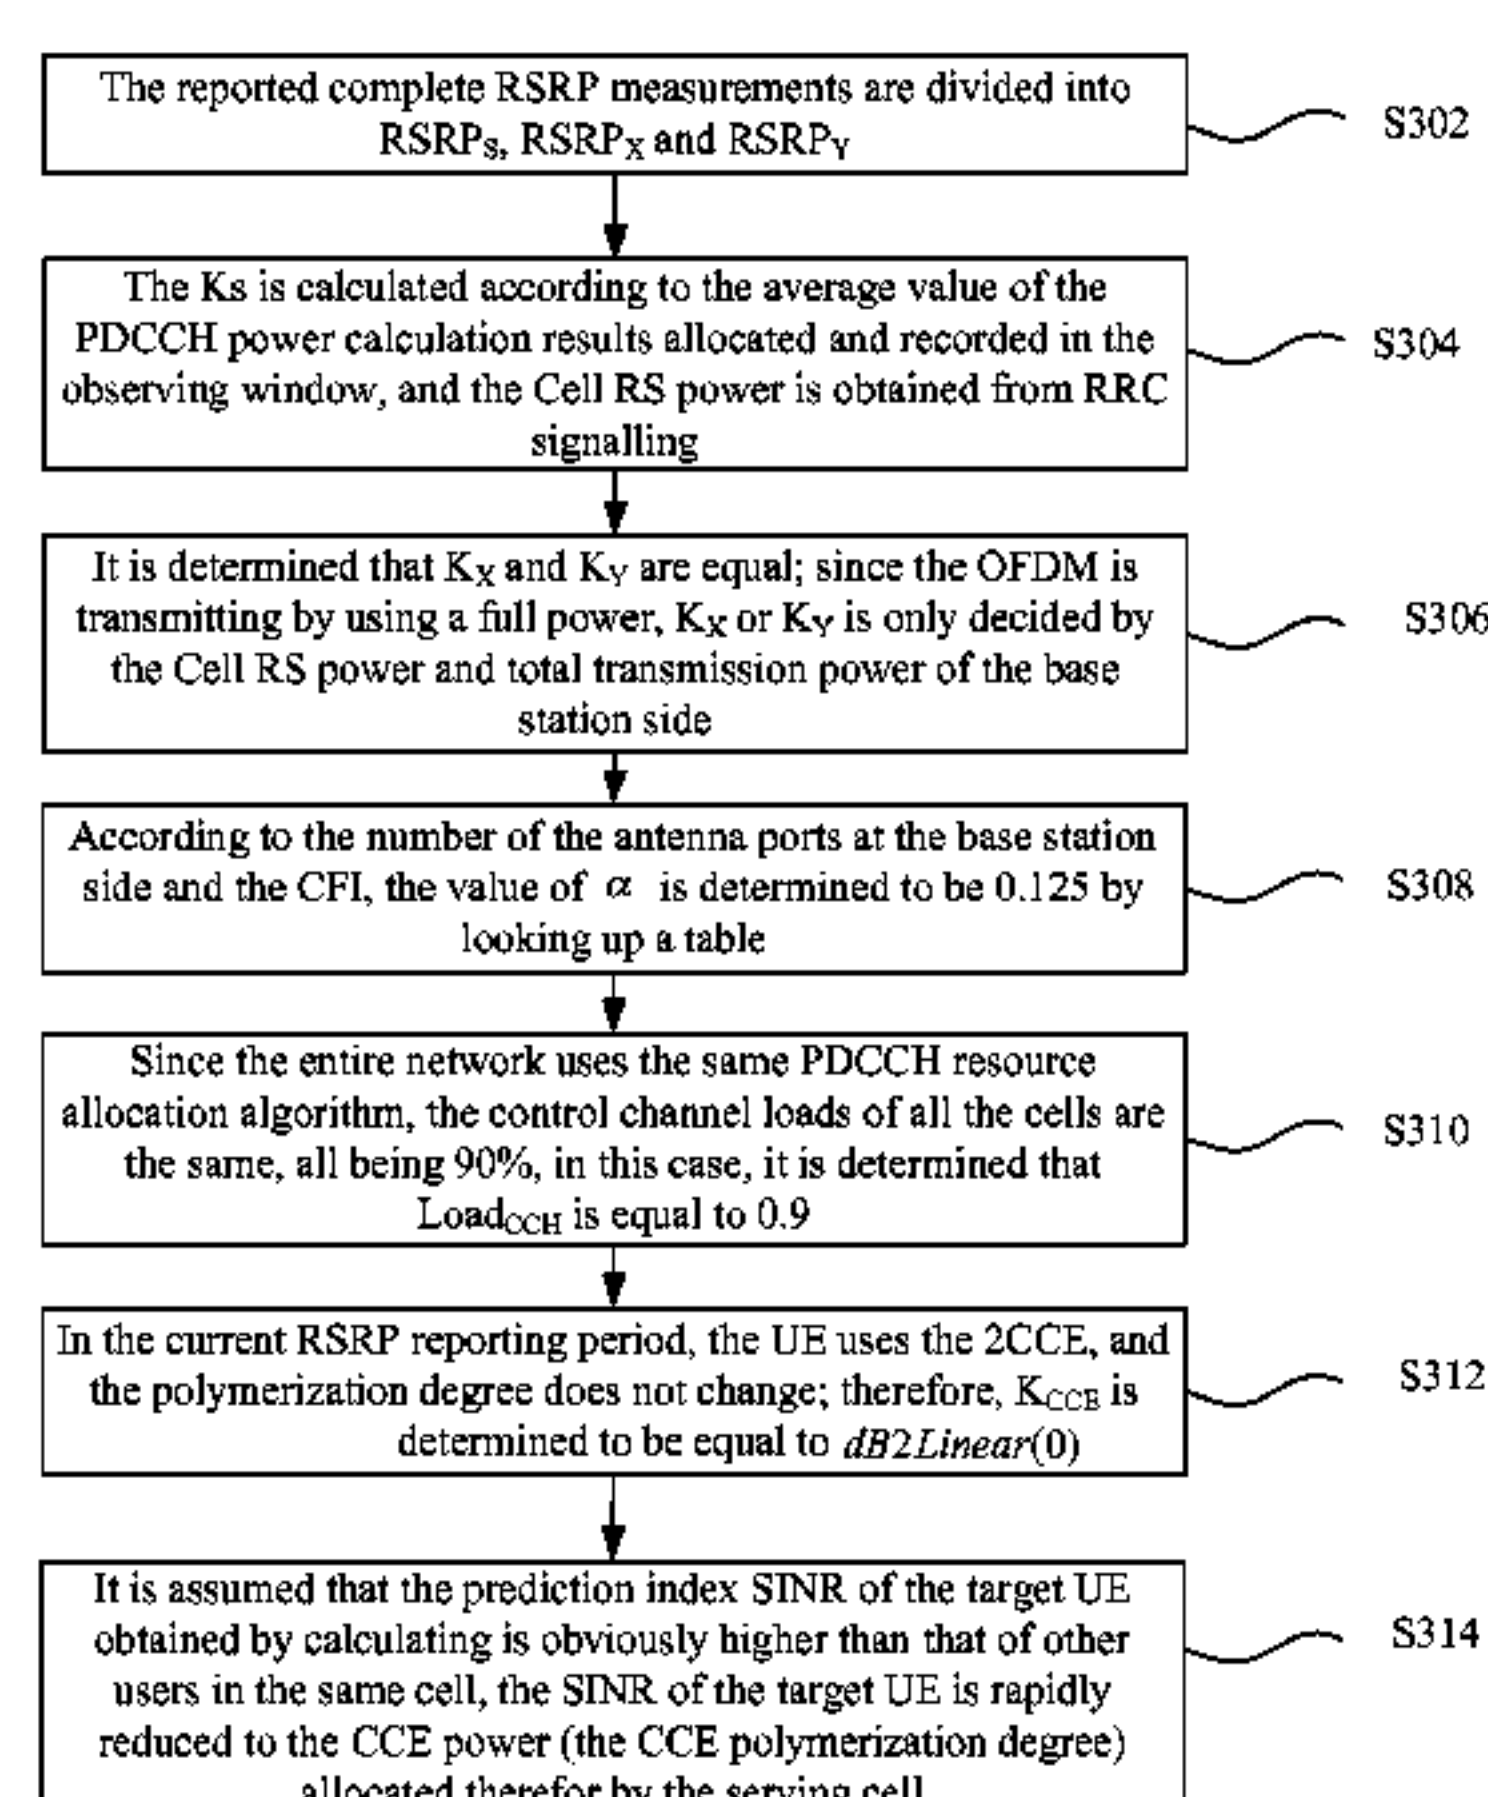 The reported complete RSRP measurements are divided into
RSRPS, RSRPX and RSRPY
S302
The Ks is calculated according to the average value of the
PDCCH power calculation results allocated and recorded in the
observing window, and the Cell RS power is obtained from RRC
signalling
S304
It is determined that KX and KY are equal; since the OFDM is
transmitting by using a full power, KX or KY is only decided by
the Cell RS power and total transmission power of the base
station side
S306
According to the number of the antenna ports at the base station
side and the CFI, the value of α is determined to be 0.125 by
looking up a table
S308
Since the entire network uses the same PDCCH resource
allocation algorithm, the control channel loads of all the cells are
the same, all being 90%, in this case, it is determined that
LoadCCH is equal to 0.9
S310
In the current RSRP reporting period, the UE uses the 2CCE, and
the polymerization degree does not change; therefore, KCCE is
determined to be equal to dB2Linear(0)
S312
It is assumed that the prediction index SINR of the target UE
obtained by calculating is obviously higher than that of other
users in the same cell, the SINR of the target UE is rapidly
reduced to the CCE power (the CCE polymerization degree)
allocated therefor by the serving cell
S314